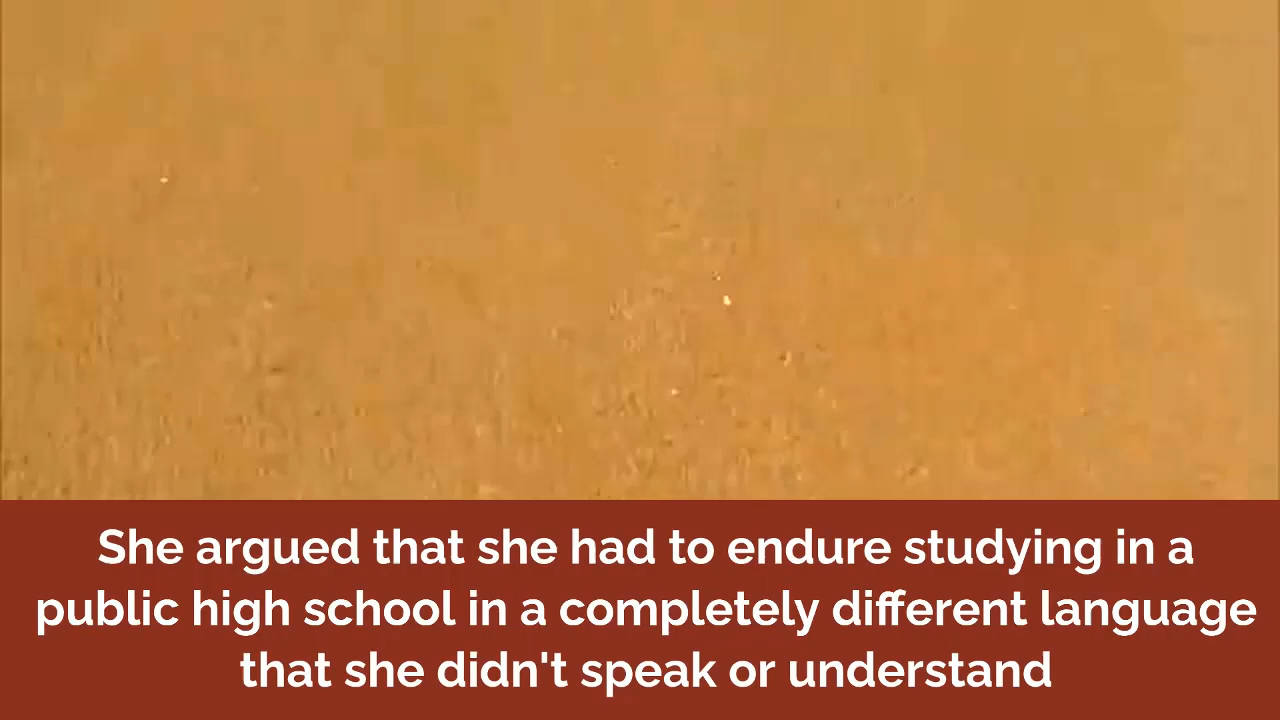 She argued that she had to endure studying in a
public high school in a completely different language
that she didn't speak or understand